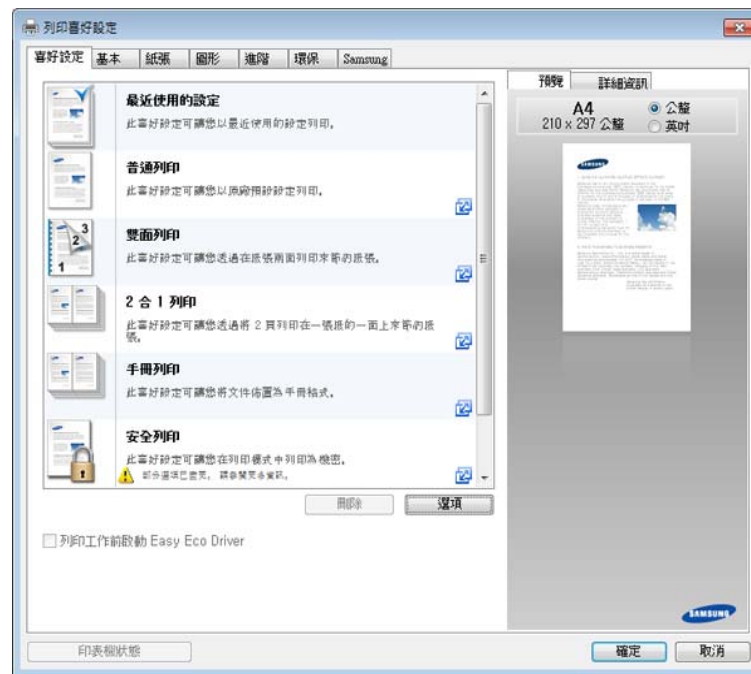 列印喜好設定
喜好設定 基本 紙張 圖形 進階 環保 Samsung
最近使用的設定
此喜好設定可讓您以最近使用的設定列印。
普通列印
此喜好設定可讓您以原廠預設設定列印。
雙面列印
此喜好設定可讓您透過在紙張兩面列印來節約紙張。
2 合 1 列印
此喜好設定可讓您透過將 2 頁列印在一張紙的一面上來節約紙
張。
手冊列印
此喜好設定可讓您將文件佈置為手冊格式。
安全列印
此喜好設定可讓您在列印模式中列印為機密。
部分選項已變更。請參閱更多資訊。
刪除 選項
列印工作前啟動 Easy Eco Driver
預覽 詳細資訊
A4
210 x 297 公釐
公釐
英吋
SAMSUNG
SAMSUNG
印表機狀態 確定 取消